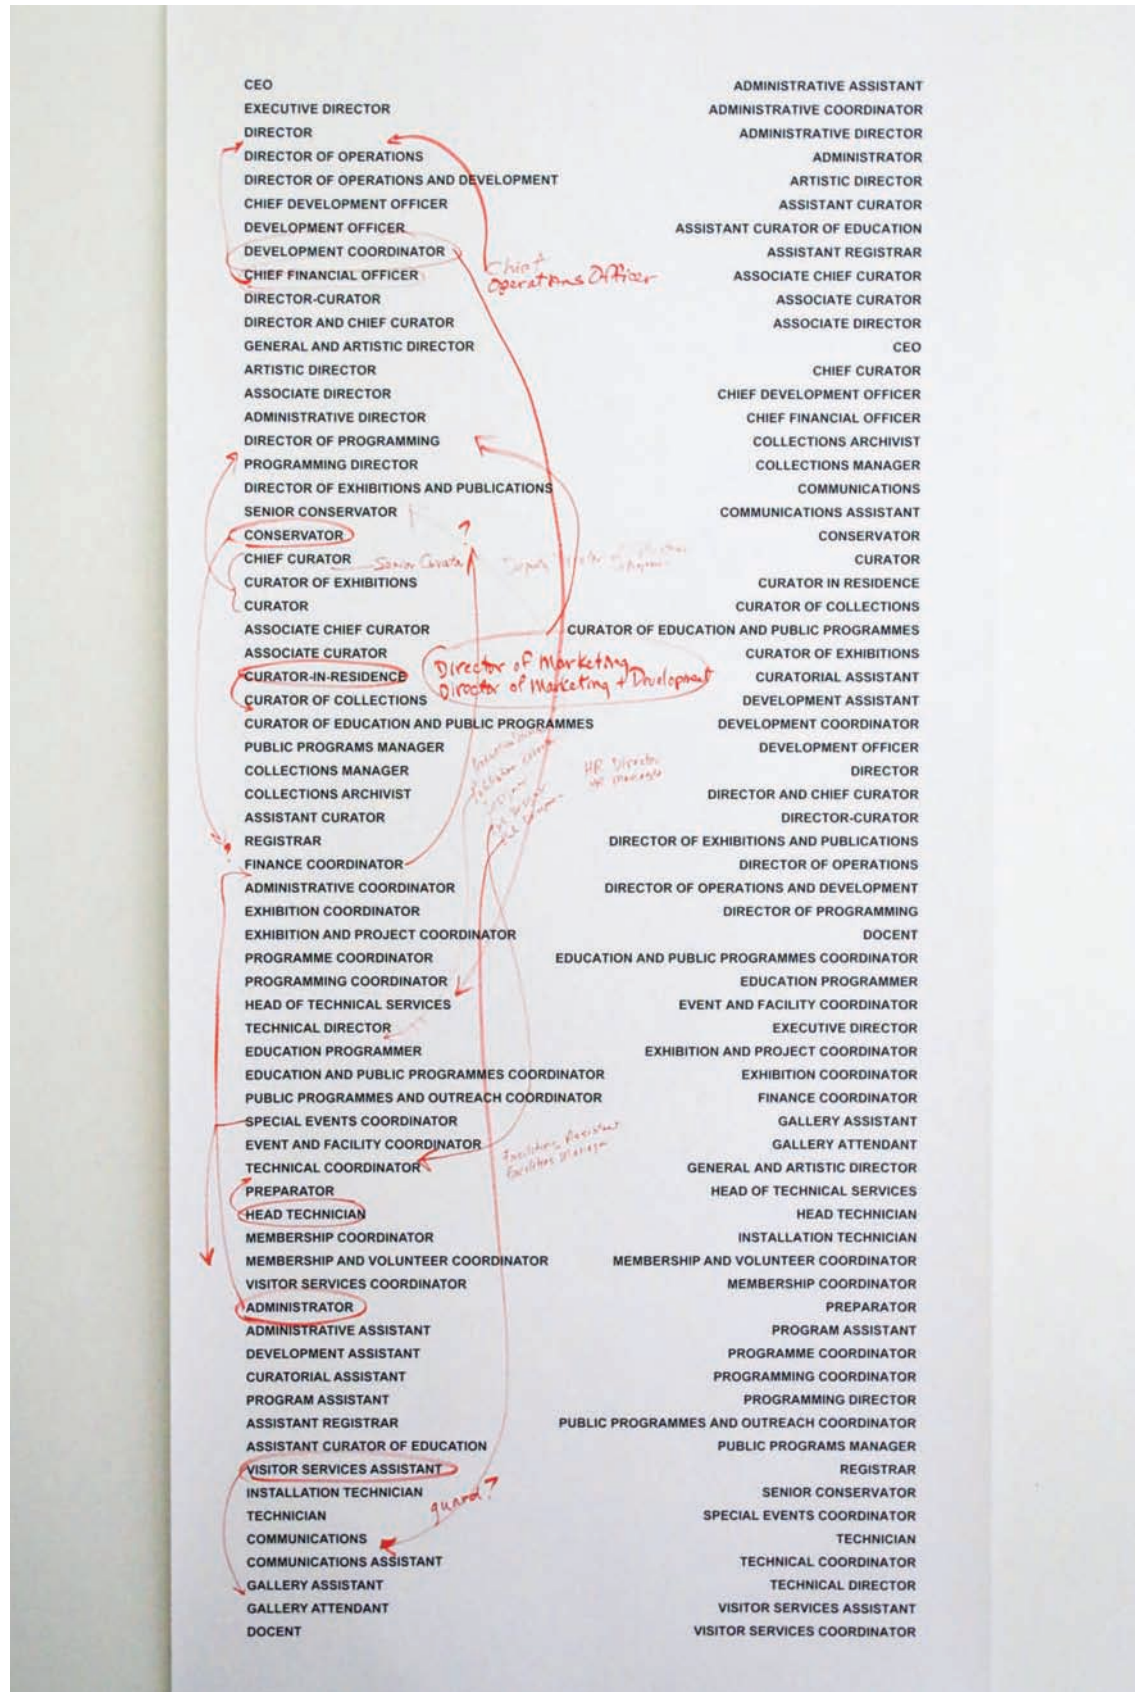 CEO
EXECUTIVE DIRECTOR
DIRECTOR
DIRECTOR OF OPERATIONS
DIRECTOR OF OPERATIONS AND DEVELOPMENT
CHIEF DEVELOPMENT OFFICER
DEVELOPMENT OFFICER
DEVELOPMENT COORDINATOR
CHIEF FINANCIAL OFFICER
DIRECTOR-CURATOR
DIRECTOR AND CHIEF CURATOR
GENERAL AND ARTISTIC DIRECTOR
ARTISTIC DIRECTOR
ASSOCIATE DIRECTOR
ADMINISTRATIVE DIRECTOR
DIRECTOR OF PROGRAMMING
PROGRAMMING DIRECTOR
DIRECTOR OF EXHIBITIONS AND PUBLICATIONS
SENIOR CONSERVATOR
CONSERVATOR
CHIEF CURATOR
CURATOR OF EXHIBITIONS
CURATOR
ASSOCIATE CHIEF CURATOR
ASSOCIATE CURATOR
CURATOR-IN-RESIDENCE
CURATOR OF COLLECTIONS
CURATOR OF EDUCATION AND PUBLIC PROGRAMMES
PUBLIC PROGRAMS MANAGER
COLLECTIONS MANAGER
COLLECTIONS ARCHIVIST
ASSISTANT CURATOR
REGISTRAR
FINANCE COORDINATOR
ADMINISTRATIVE COORDINATOR
EXHIBITION COORDINATOR
EXHIBITION AND PROJECT COORDINATOR
PROGRAMME COORDINATOR
PROGRAMMING COORDINATOR
HEAD OF TECHNICAL SERVICES
TECHNICAL DIRECTOR
EDUCATION PROGRAMMER
EDUCATION AND PUBLIC PROGRAMMES COORDINATOR
PUBLIC PROGRAMMES AND OUTREACH COORDINATOR
SPECIAL EVENTS COORDINATOR
EVENT AND FACILITY COORDINATOR
TECHNICAL COORDINATOR
PREPARATOR
HEAD TECHNICIAN
MEMBERSHIP COORDINATOR
MEMBERSHIP AND VOLUNTEER COORDINATOR
VISITOR SERVICES COORDINATOR
ADMINISTRATOR
ADMINISTRATIVE ASSISTANT
DEVELOPMENT ASSISTANT
CURATORIAL ASSISTANT
PROGRAM ASSISTANT
ASSISTANT REGISTRAR
ASSISTANT CURATOR OF EDUCATION
VISITOR SERVICES ASSISTANT
INSTALLATION TECHNICIAN
TECHNICIAN
COMMUNICATIONS
COMMUNICATIONS ASSISTANT
GALLERY ASSISTANT
GALLERY ATTENDANT
DOCENT
Chief
Operations Officer
?
Senior Curator
Director of Marketing
Director of Marketing + Development
HR Director
HR Manager
Facilities Assistant
Facilities Manager
guard?
ADMINISTRATIVE ASSISTANT
ADMINISTRATIVE COORDINATOR
ADMINISTRATIVE DIRECTOR
ADMINISTRATOR
ARTISTIC DIRECTOR
ASSISTANT CURATOR
ASSISTANT CURATOR OF EDUCATION
ASSISTANT REGISTRAR
ASSOCIATE CHIEF CURATOR
ASSOCIATE CURATOR
ASSOCIATE DIRECTOR
CEO
CHIEF CURATOR
CHIEF DEVELOPMENT OFFICER
CHIEF FINANCIAL OFFICER
COLLECTIONS ARCHIVIST
COLLECTIONS MANAGER
COMMUNICATIONS
COMMUNICATIONS ASSISTANT
CONSERVATOR
CURATOR
CURATOR IN RESIDENCE
CURATOR OF COLLECTIONS
CURATOR OF EDUCATION AND PUBLIC PROGRAMMES
CURATOR OF EXHIBITIONS
CURATORIAL ASSISTANT
DEVELOPMENT ASSISTANT
DEVELOPMENT COORDINATOR
DEVELOPMENT OFFICER
DIRECTOR
DIRECTOR AND CHIEF CURATOR
DIRECTOR-CURATOR
DIRECTOR OF EXHIBITIONS AND PUBLICATIONS
DIRECTOR OF OPERATIONS
DIRECTOR OF OPERATIONS AND DEVELOPMENT
DIRECTOR OF PROGRAMMING
DOCENT
EDUCATION AND PUBLIC PROGRAMMES COORDINATOR
EDUCATION PROGRAMMER
EVENT AND FACILITY COORDINATOR
EXECUTIVE DIRECTOR
EXHIBITION AND PROJECT COORDINATOR
EXHIBITION COORDINATOR
FINANCE COORDINATOR
GALLERY ASSISTANT
GALLERY ATTENDANT
GENERAL AND ARTISTIC DIRECTOR
HEAD OF TECHNICAL SERVICES
HEAD TECHNICIAN
INSTALLATION TECHNICIAN
MEMBERSHIP AND VOLUNTEER COORDINATOR
MEMBERSHIP COORDINATOR
PREPARATOR
PROGRAM ASSISTANT
PROGRAMME COORDINATOR
PROGRAMMING COORDINATOR
PROGRAMMING DIRECTOR
PUBLIC PROGRAMMES AND OUTREACH COORDINATOR
PUBLIC PROGRAMS MANAGER
REGISTRAR
SENIOR CONSERVATOR
SPECIAL EVENTS COORDINATOR
TECHNICIAN
TECHNICAL COORDINATOR
TECHNICAL DIRECTOR
VISITOR SERVICES ASSISTANT
VISITOR SERVICES COORDINATOR